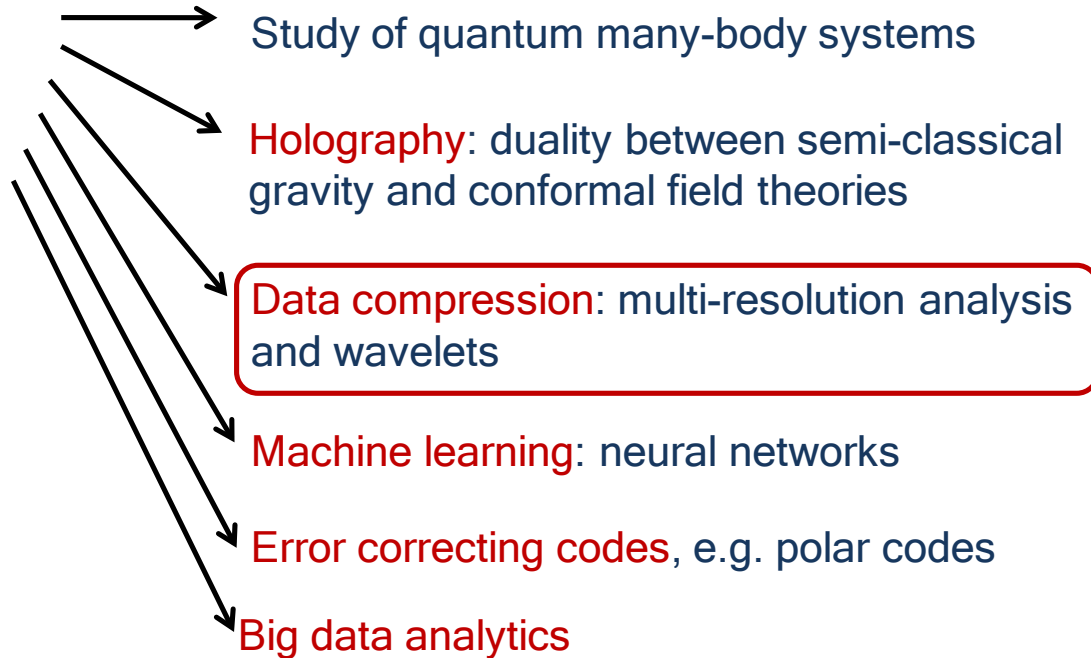 Study of quantum many-body systems
Holography: duality between semi-classical
gravity and conformal field theories
Data compression: multi-resolution analysis
and wavelets
Machine learning: neural networks
Error correcting codes, e.g. polar codes
Big data analytics